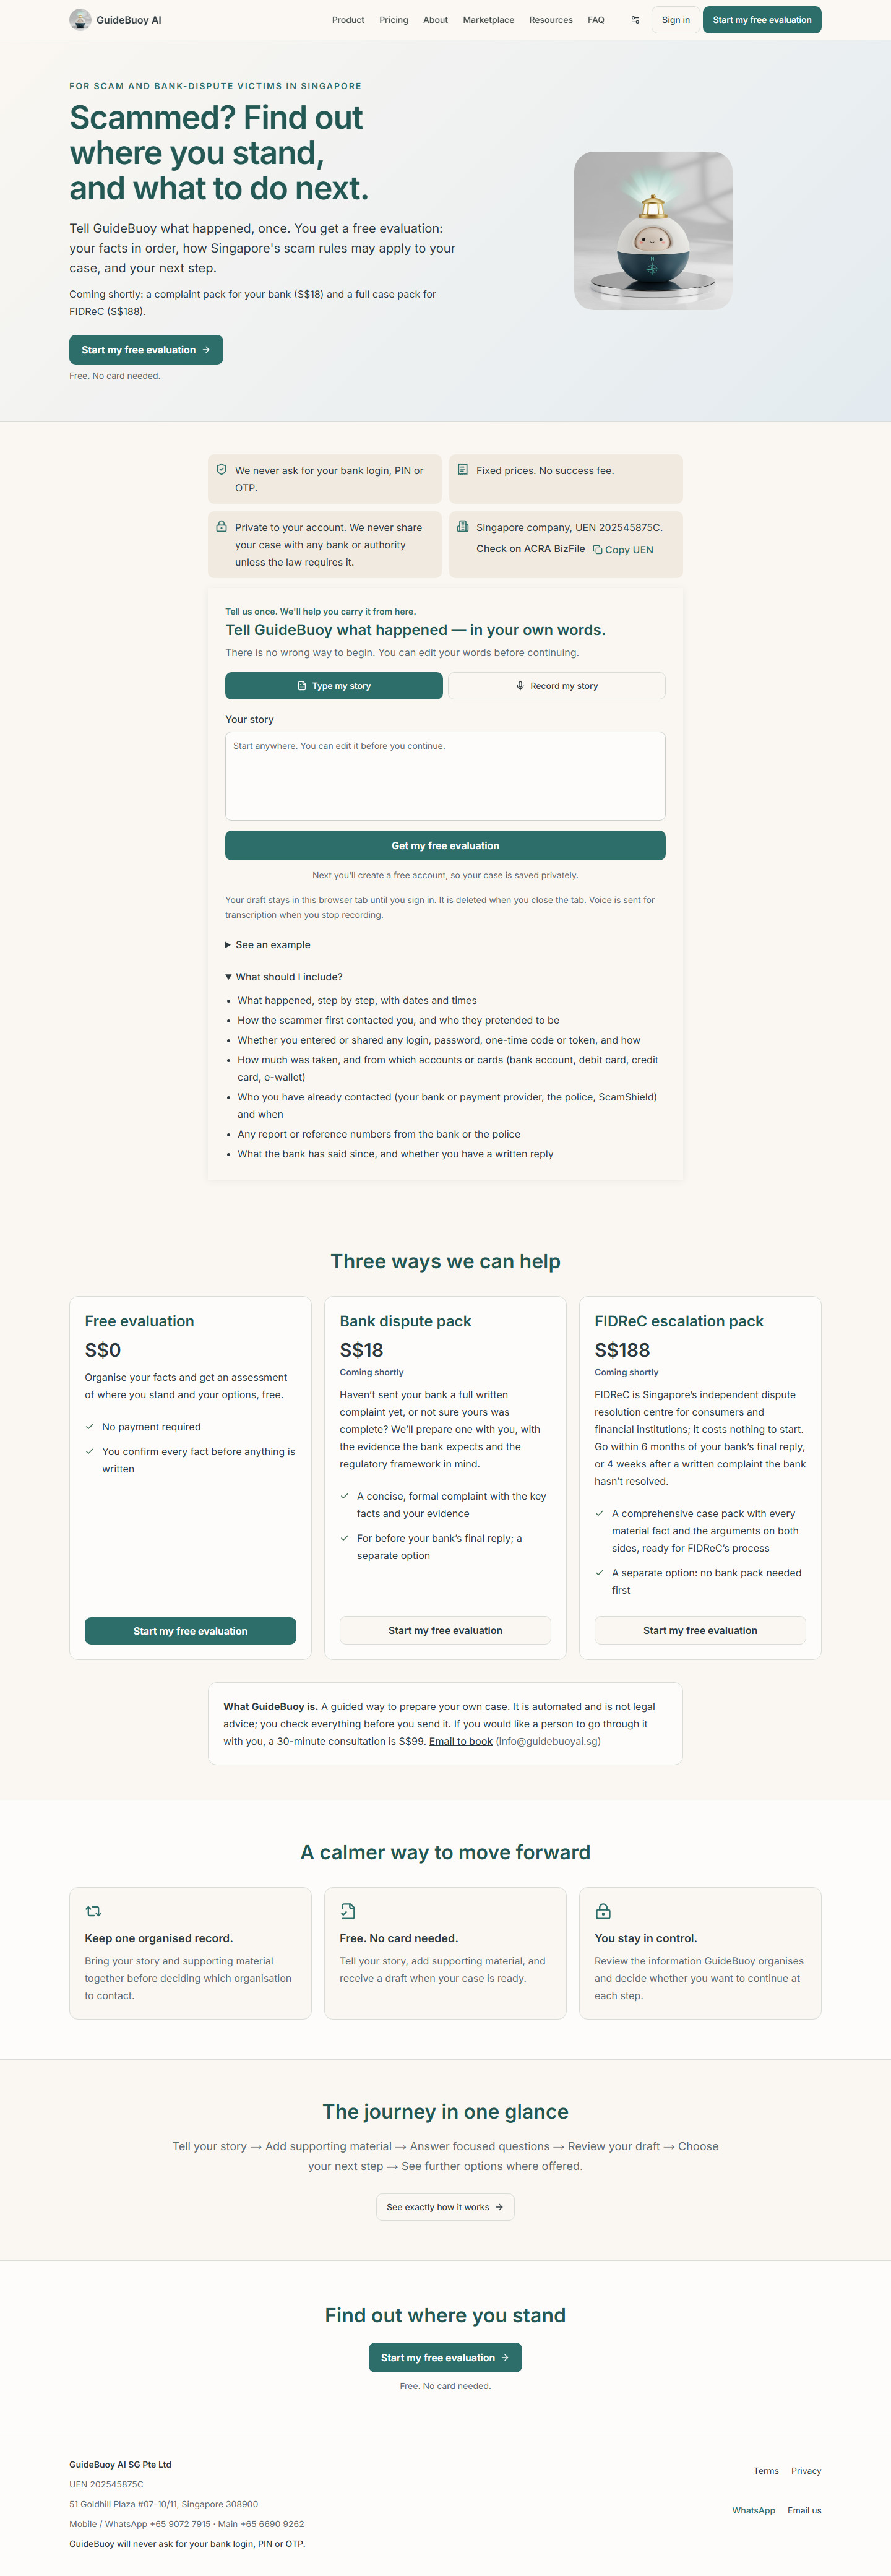 GuideBuoy AI
Product
Pricing
About
Marketplace
Resources
FAQ
Sign in
Start my free evaluation
FOR SCAM AND BANK-DISPUTE VICTIMS IN SINGAPORE
Scammed? Find out
where you stand,
and what to do next.
Tell GuideBuoy what happened, once. You get a free evaluation:
your facts in order, how Singapore's scam rules may apply to your
case, and your next step.
Coming shortly: a complaint pack for your bank (S$18) and a full case pack for
FIDReC (S$188).
Start my free evaluation →
Free. No card needed.
N
We never ask for your bank login, PIN or
OTP.
Fixed prices. No success fee.
Private to your account. We never share
your case with any bank or authority
unless the law requires it.
Singapore company, UEN 202545875C.
Check on ACRA BizFile
Copy UEN
Tell us once. We'll help you carry it from here.
Tell GuideBuoy what happened — in your own words.
There is no wrong way to begin. You can edit your words before continuing.
Type my story
Record my story
Your story
Start anywhere. You can edit it before you continue.
Get my free evaluation
Next you'll create a free account, so your case is saved privately.
Your draft stays in this browser tab until you sign in. It is deleted when you close the tab. Voice is sent for
transcription when you stop recording.
▶ See an example
▼ What should I include?
• What happened, step by step, with dates and times
• How the scammer first contacted you, and who they pretended to be
• Whether you entered or shared any login, password, one-time code or token, and how
• How much was taken, and from which accounts or cards (bank account, debit card, credit
card, e-wallet)
• Who you have already contacted (your bank or payment provider, the police, ScamShield)
and when
• Any report or reference numbers from the bank or the police
• What the bank has said since, and whether you have a written reply
Three ways we can help
Free evaluation
S$0
Organise your facts and get an assessment
of where you stand and your options, free.
No payment required
You confirm every fact before anything is
written
Start my free evaluation
Bank dispute pack
S$18
Coming shortly
Haven't sent your bank a full written
complaint yet, or not sure yours was
complete? We'll prepare one with you, with
the evidence the bank expects and the
regulatory framework in mind.
A concise, formal complaint with the key
facts and your evidence
For before your bank's final reply; a
separate option
Start my free evaluation
FIDReC escalation pack
S$188
Coming shortly
FIDReC is Singapore's independent dispute
resolution centre for consumers and
financial institutions; it costs nothing to start.
Go within 6 months of your bank's final reply,
or 4 weeks after a written complaint the bank
hasn't resolved.
A comprehensive case pack with every
material fact and the arguments on both
sides, ready for FIDReC's process
A separate option: no bank pack needed
first
Start my free evaluation
What GuideBuoy is. A guided way to prepare your own case. It is automated and is not legal
advice; you check everything before you send it. If you would like a person to go through it
with you, a 30-minute consultation is S$99. Email to book (info@guidebuoyai.sg)
A calmer way to move forward
Keep one organised record.
Bring your story and supporting material
together before deciding which organisation
to contact.
Free. No card needed.
Tell your story, add supporting material, and
receive a draft when your case is ready.
You stay in control.
Review the information GuideBuoy organises
and decide whether you want to continue at
each step.
The journey in one glance
Tell your story → Add supporting material → Answer focused questions → Review your draft → Choose
your next step → See further options where offered.
See exactly how it works →
Find out where you stand
Start my free evaluation →
Free. No card needed.
GuideBuoy AI SG Pte Ltd
UEN 202545875C
51 Goldhill Plaza #07-10/11, Singapore 308900
Mobile / WhatsApp +65 9072 7915 · Main +65 6690 9262
GuideBuoy will never ask for your bank login, PIN or OTP.
Terms
Privacy
WhatsApp
Email us